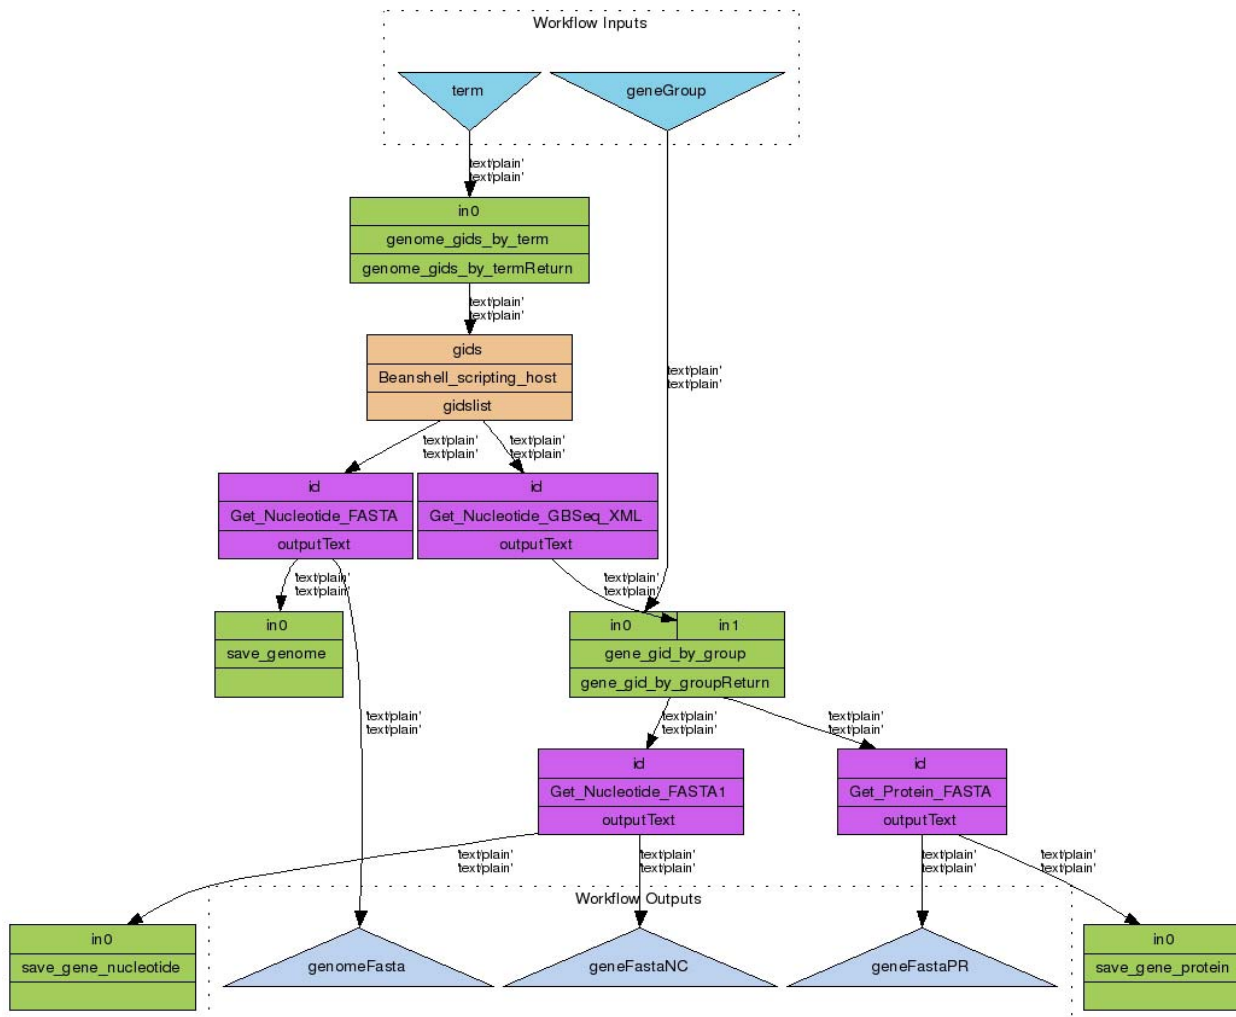 Workflow Inputs
term
geneGroup
'text/plain'
'text/plain'
in0
genome_gids_by_term
genome_gids_by_termReturn
'text/plain'
'text/plain'
gids
Beanshell_scripting_host
gidslist
'text/plain'
'text/plain'
'text/plain'
'text/plain'
'text/plain'
'text/plain'
id
Get_Nucleotide_FASTA
outputText
id
Get_Nucleotide_GBSeq_XML
outputText
'text/plain'
'text/plain'
'text/plain'
'text/plain'
in0
save_genome
in0
in1
gene_gid_by_group
gene_gid_by_groupReturn
'text/plain'
'text/plain'
'text/plain'
'text/plain'
'text/plain'
'text/plain'
id
Get_Nucleotide_FASTA1
outputText
id
Get_Protein_FASTA
outputText
'text/plain'
'text/plain'
'text/plain'
'text/plain'
'text/plain'
'text/plain'
'text/plain'
'text/plain'
Workflow Outputs
in0
save_gene_nucleotide
genomeFasta
geneFastaNC
geneFastaPR
in0
save_gene_protein